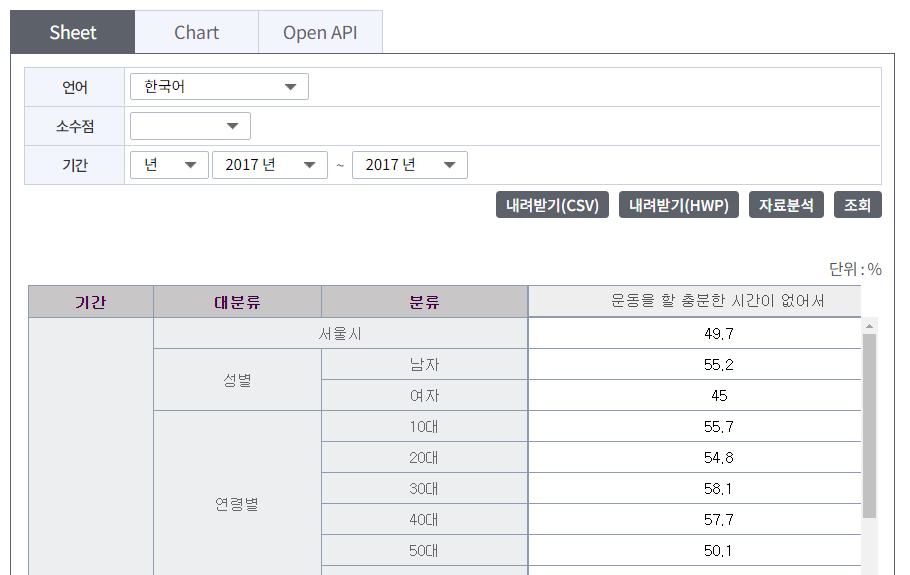 Sheet Chart Open API
언어 한국어
소수점
기간 년 2017 년 ~ 2017 년
내려받기(CSV) 내려받기(HWP) 자료분석 조회
단위 : %
기간 대분류 분류 운동을 할 충분한 시간이 없어서
서울시 49.7
성별 남자 55.2
여자 45
연령별 10대 55.7
20대 54.8
30대 58.1
40대 57.7
50대 50.1